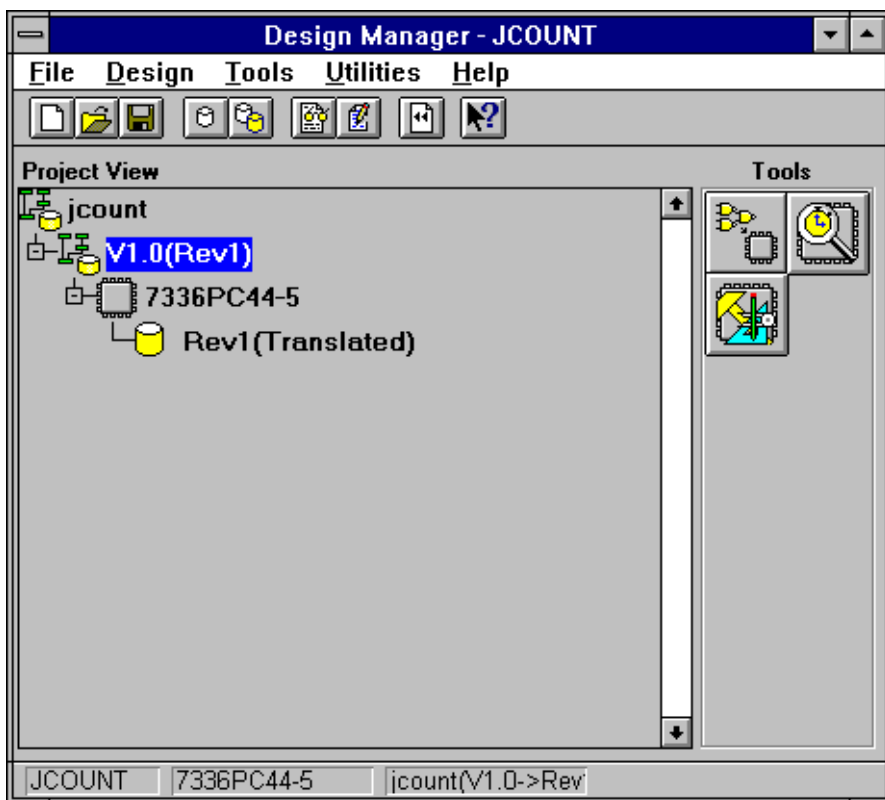 Design Manager - JCOUNT
File Design Tools Utilities Help
Project View
Tools
jcount
V1.0(Rev1)
7336PC44-5
Rev1(Translated)
JCOUNT 7336PC44-5 jcount(V1.0->Rev